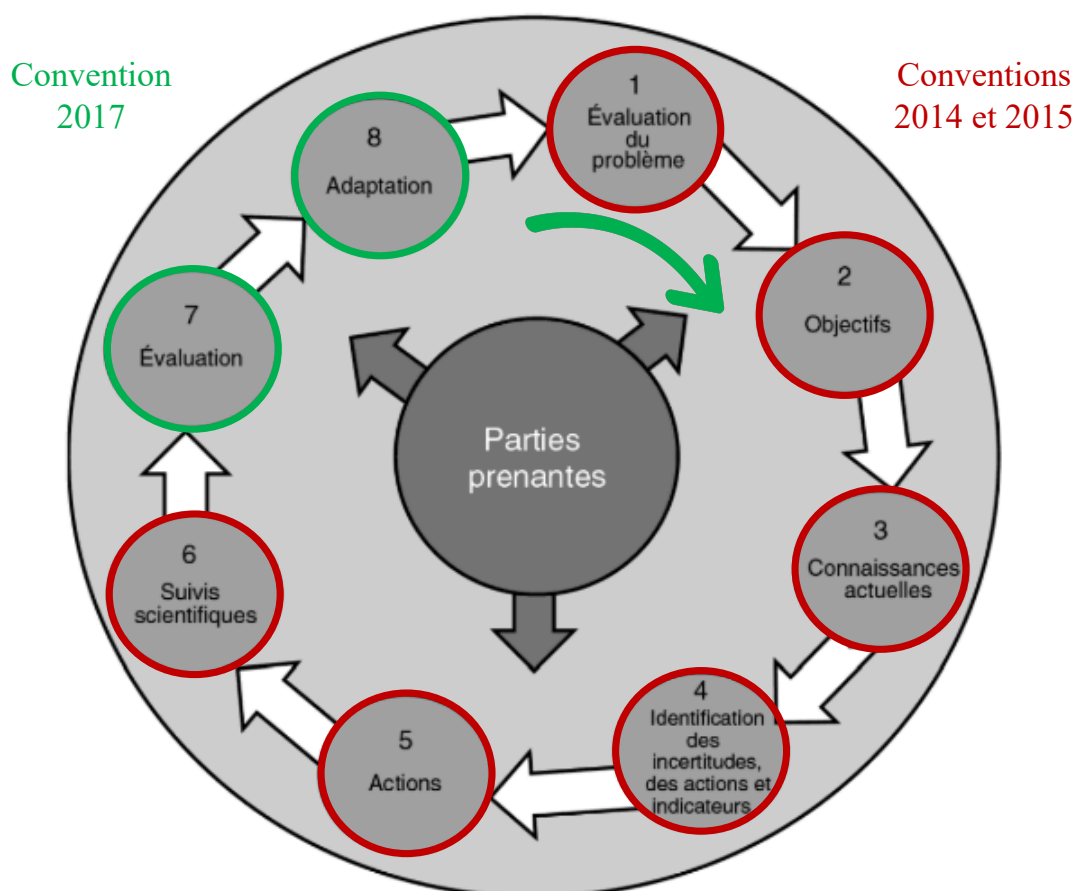 Convention
2017
Conventions
2014 et 2015
1
Évaluation
du
problème
2
Objectifs
3
Connaissances
actuelles
4
Identification
des
incertitudes,
des actions et
indicateurs
5
Actions
6
Suivis
scientifiques
7
Évaluation
8
Adaptation
Parties
prenantes